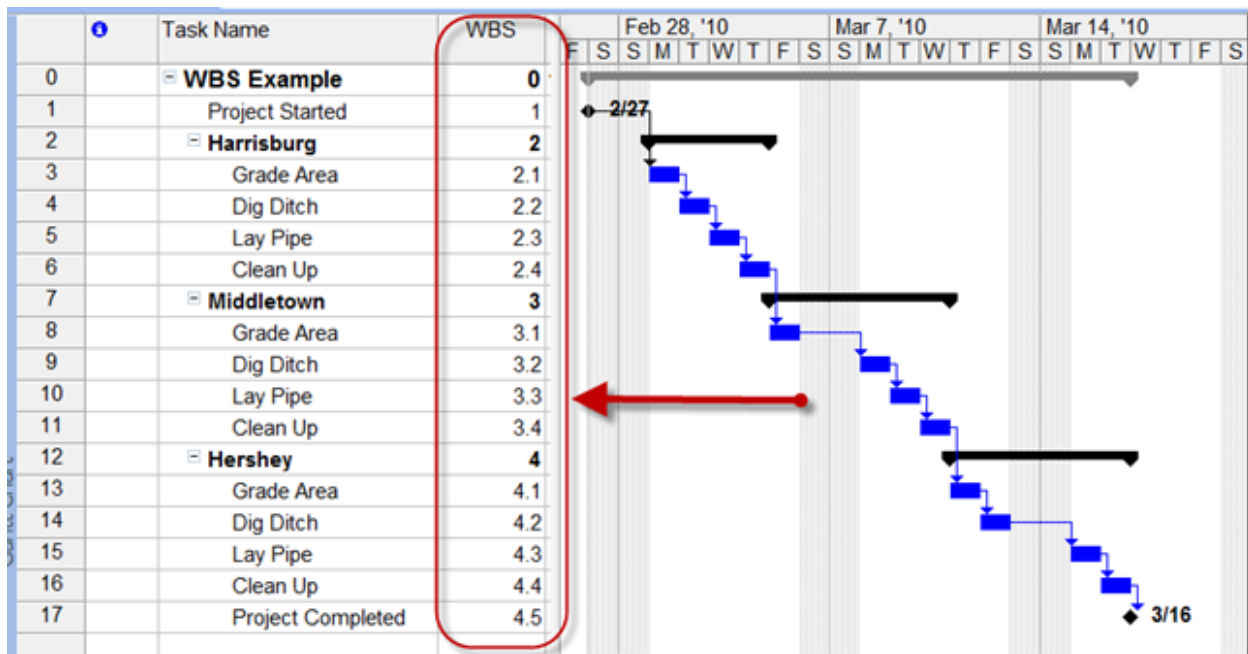 Task Name WBS Feb 28, '10 Mar 7, '10 Mar 14, '10
F S S M T W T F S S M T W T F S S M T W T F S
0 WBS Example 0
1 Project Started 1 2/27
2 Harrisburg 2
3 Grade Area 2.1
4 Dig Ditch 2.2
5 Lay Pipe 2.3
6 Clean Up 2.4
7 Middletown 3
8 Grade Area 3.1
9 Dig Ditch 3.2
10 Lay Pipe 3.3
11 Clean Up 3.4
12 Hershey 4
13 Grade Area 4.1
14 Dig Ditch 4.2
15 Lay Pipe 4.3
16 Clean Up 4.4
17 Project Completed 4.5 3/16